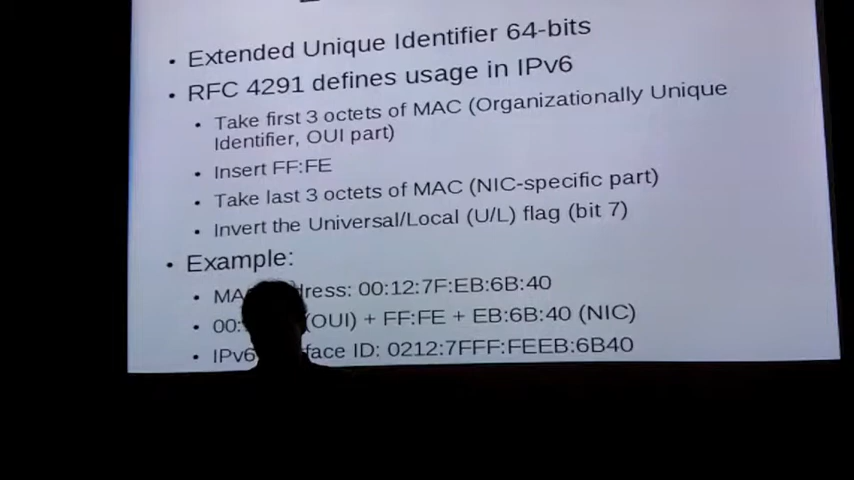 • Extended Unique Identifier 64-bits
• RFC 4291 defines usage in IPv6
• Take first 3 octets of MAC (Organizationally Unique
Identifier, OUI part)
• Insert FF:FE
• Take last 3 octets of MAC (NIC-specific part)
• Invert the Universal/Local (U/L) flag (bit 7)
• Example:
• MA dress: 00:12:7F:EB:6B:40
• 00: (OUI) + FF:FE + EB:6B:40 (NIC)
• IPv6 face ID: 0212:7FFF:FEEB:6B40